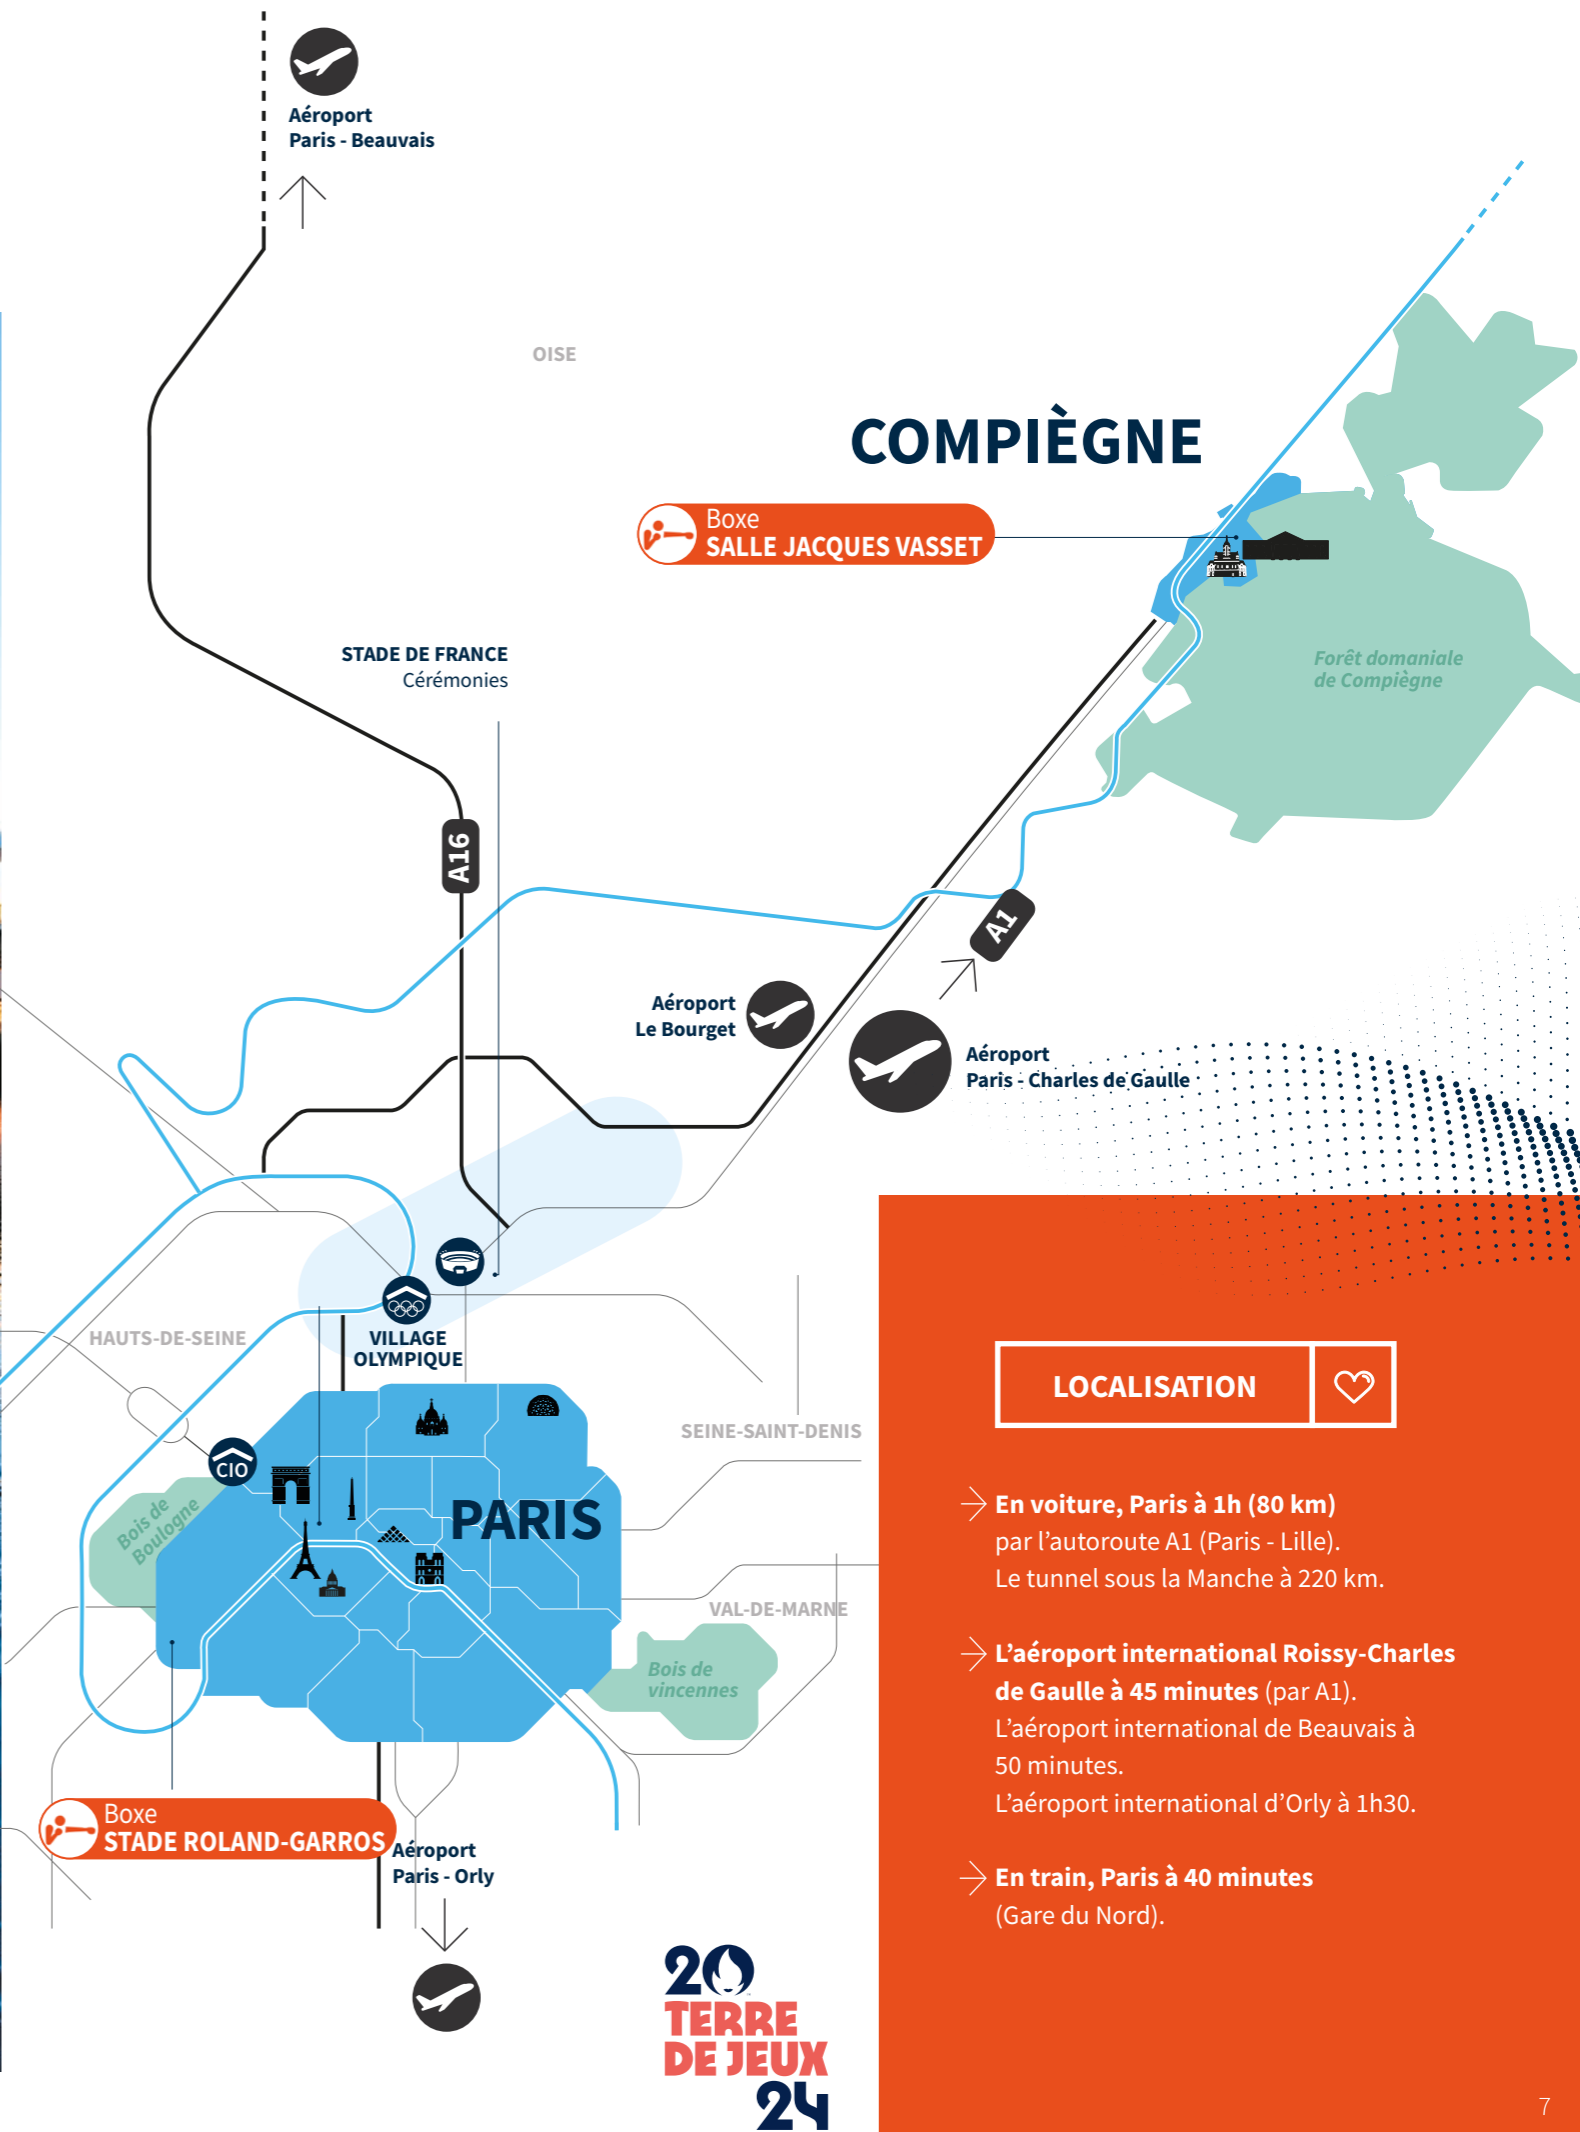 Aéroport
Paris - Beauvais
OISE
COMPIÈGNE
Boxe
SALLE JACQUES VASSET
Forêt domaniale
de Compiègne
STADE DE FRANCE
Cérémonies
A16
A1
Aéroport
Le Bourget
Aéroport
Paris - Charles de Gaulle
HAUTS-DE-SEINE
VILLAGE
OLYMPIQUE
SEINE-SAINT-DENIS
CIO
Bois de
Boulogne
PARIS
VAL-DE-MARNE
Bois de
vincennes
Boxe
STADE ROLAND-GARROS
Aéroport
Paris - Orly
20
TERRE
DE JEUX
24
LOCALISATION
En voiture, Paris à 1h (80 km)
par l’autoroute A1 (Paris - Lille).
Le tunnel sous la Manche à 220 km.
L’aéroport international Roissy-Charles
de Gaulle à 45 minutes (par A1).
L’aéroport international de Beauvais à
50 minutes.
L’aéroport international d’Orly à 1h30.
En train, Paris à 40 minutes
(Gare du Nord).
7